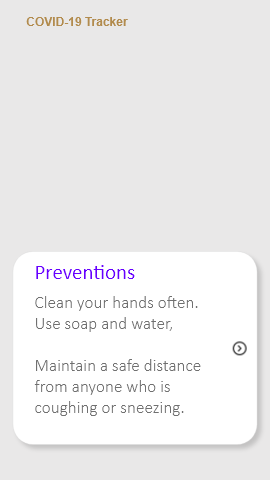 COVID-19 Tracker
Preventions
Clean your hands often.
Use soap and water,
Maintain a safe distance
from anyone who is
coughing or sneezing.